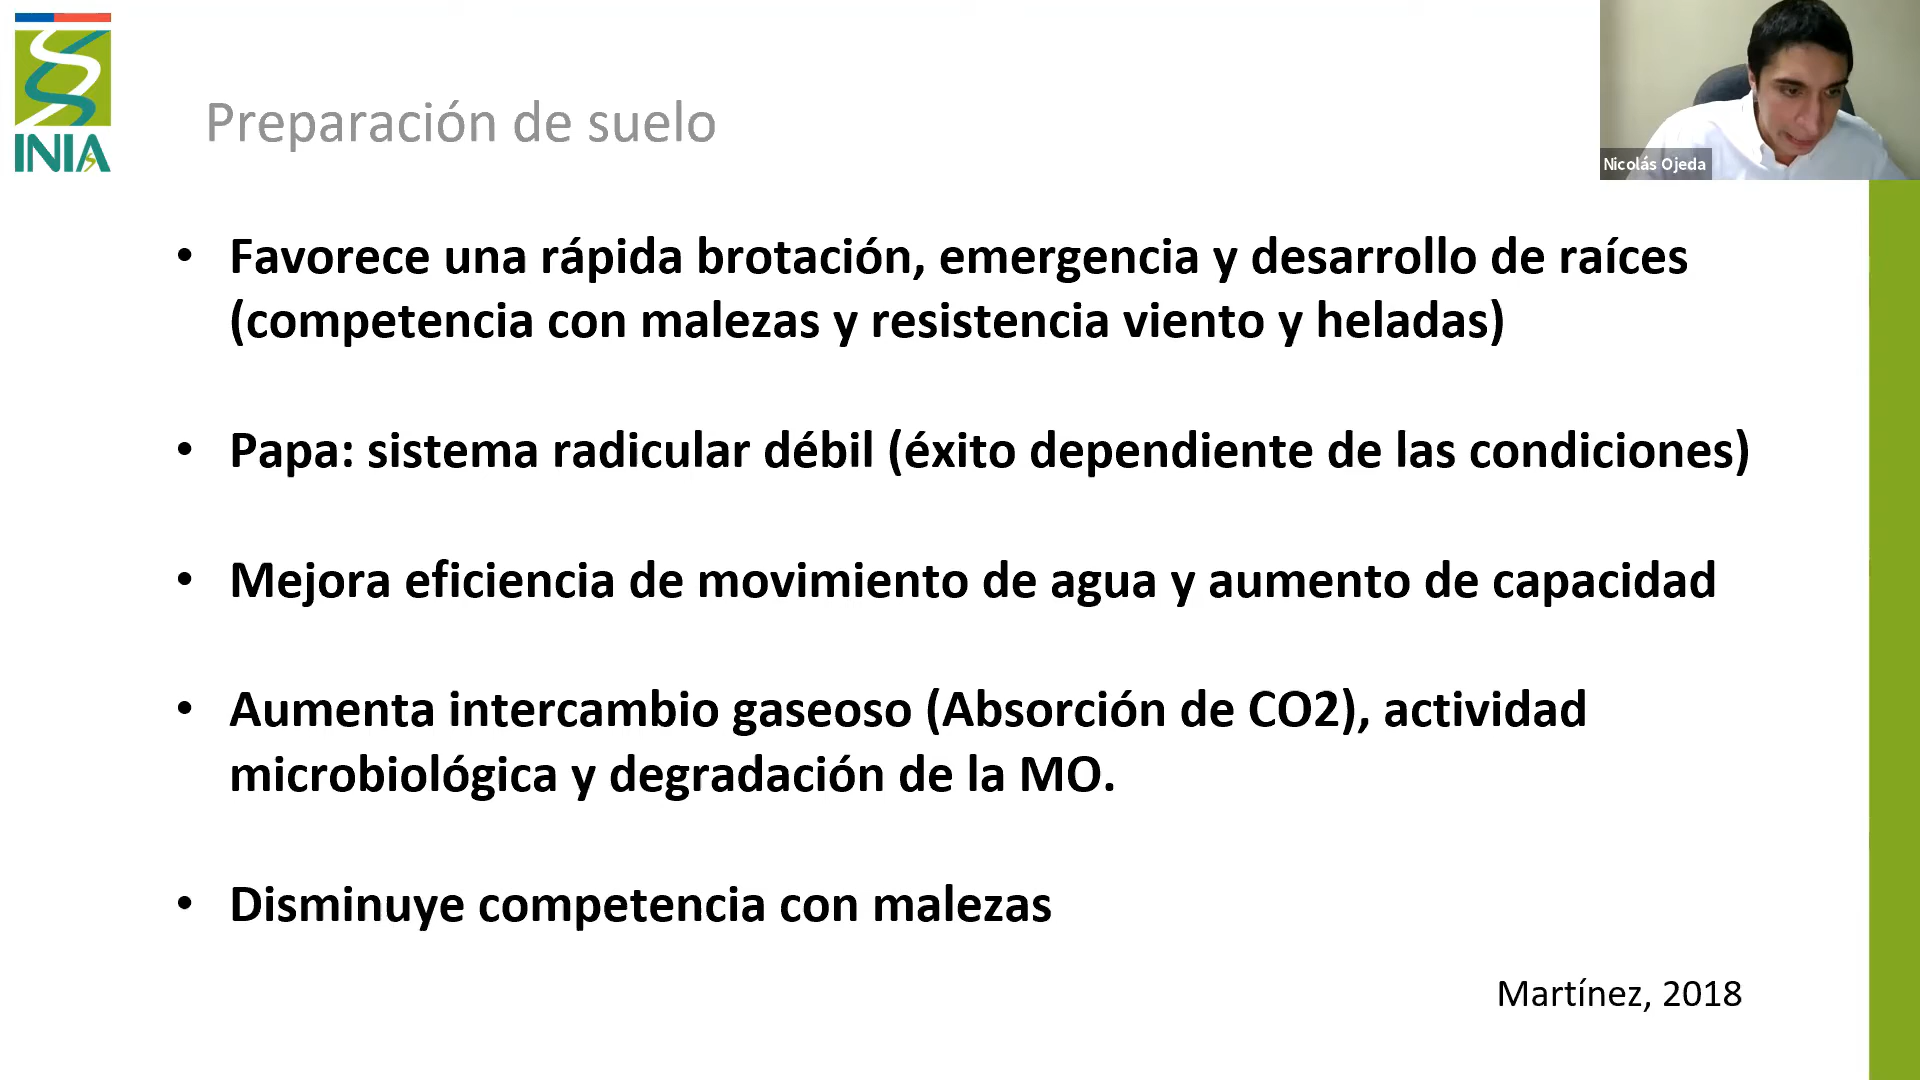 INIA
Preparación de suelo
Nicolás Ojeda
• Favorece una rápida brotación, emergencia y desarrollo de raíces
(competencia con malezas y resistencia viento y heladas)
• Papa: sistema radicular débil (éxito dependiente de las condiciones)
• Mejora eficiencia de movimiento de agua y aumento de capacidad
• Aumenta intercambio gaseoso (Absorción de CO2), actividad
microbiológica y degradación de la MO.
• Disminuye competencia con malezas
Martínez, 2018